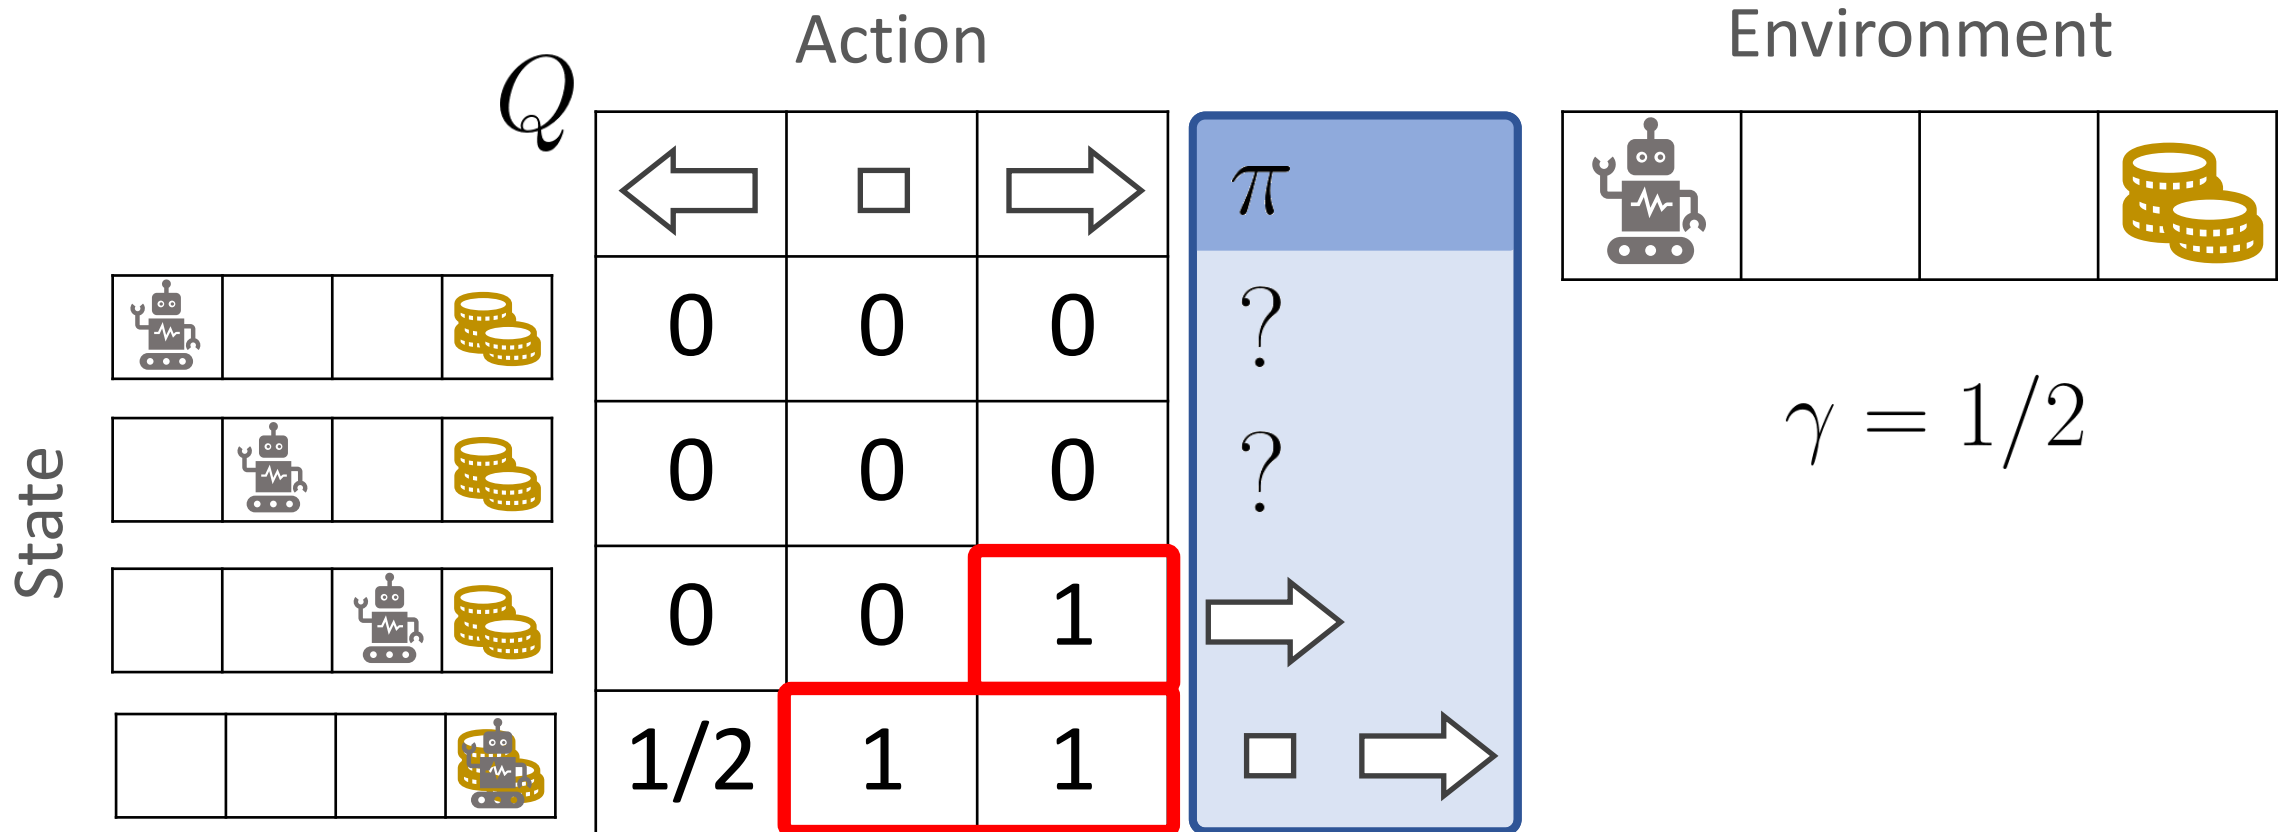 Action
Environment
Q
π
0 0 0 ?
γ = 1/2
0 0 0 ?
State
0 0 1
1/2 1 1